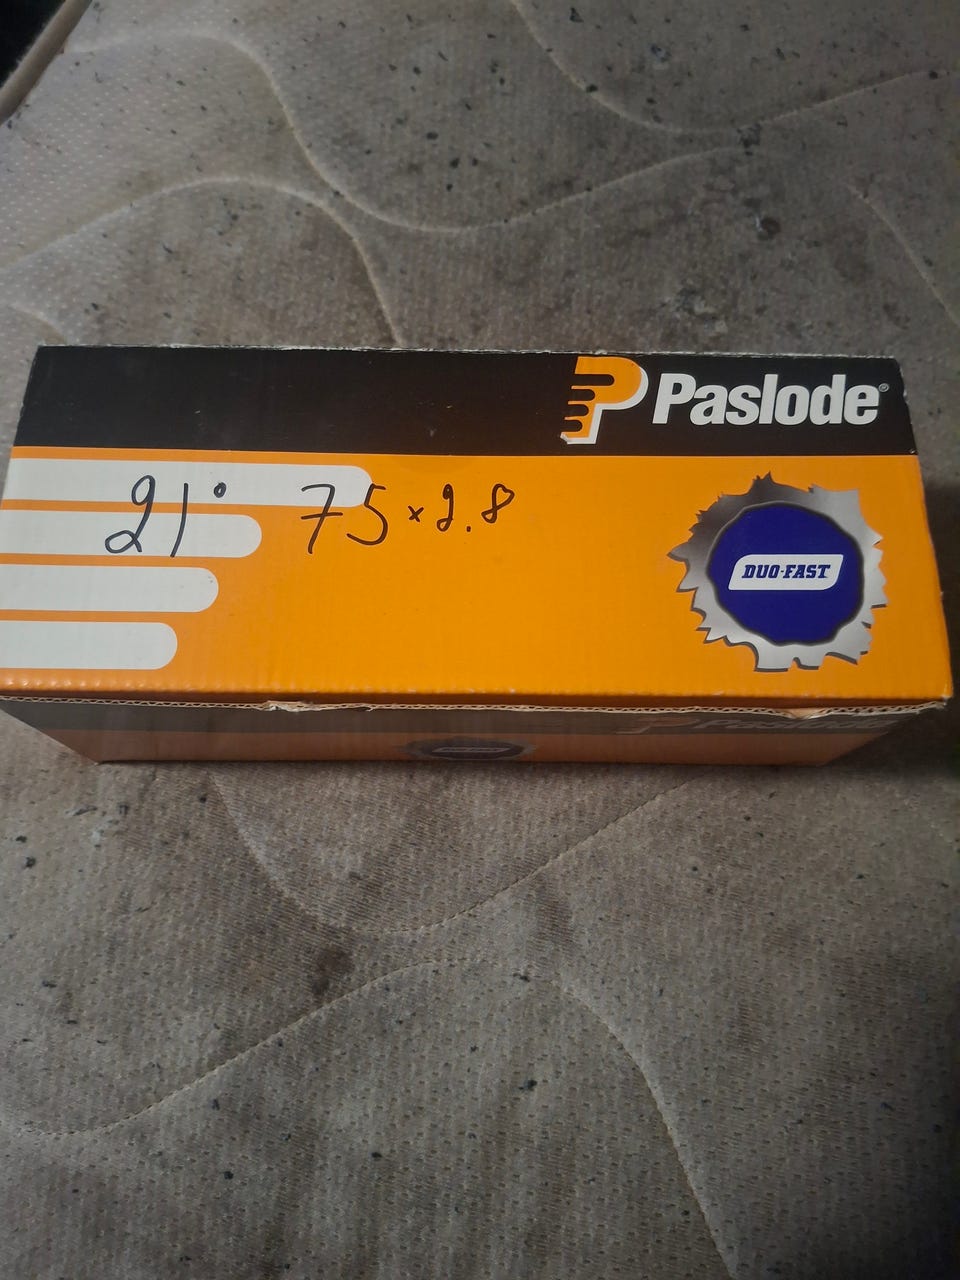 Paslode®
21° 75 x 2.8
DUO-FAST